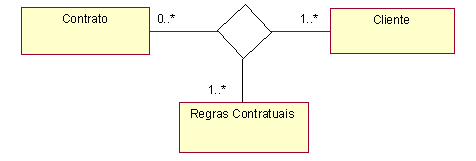 Contrato
0..*
1..*
Cliente
1..*
Regras Contratuais